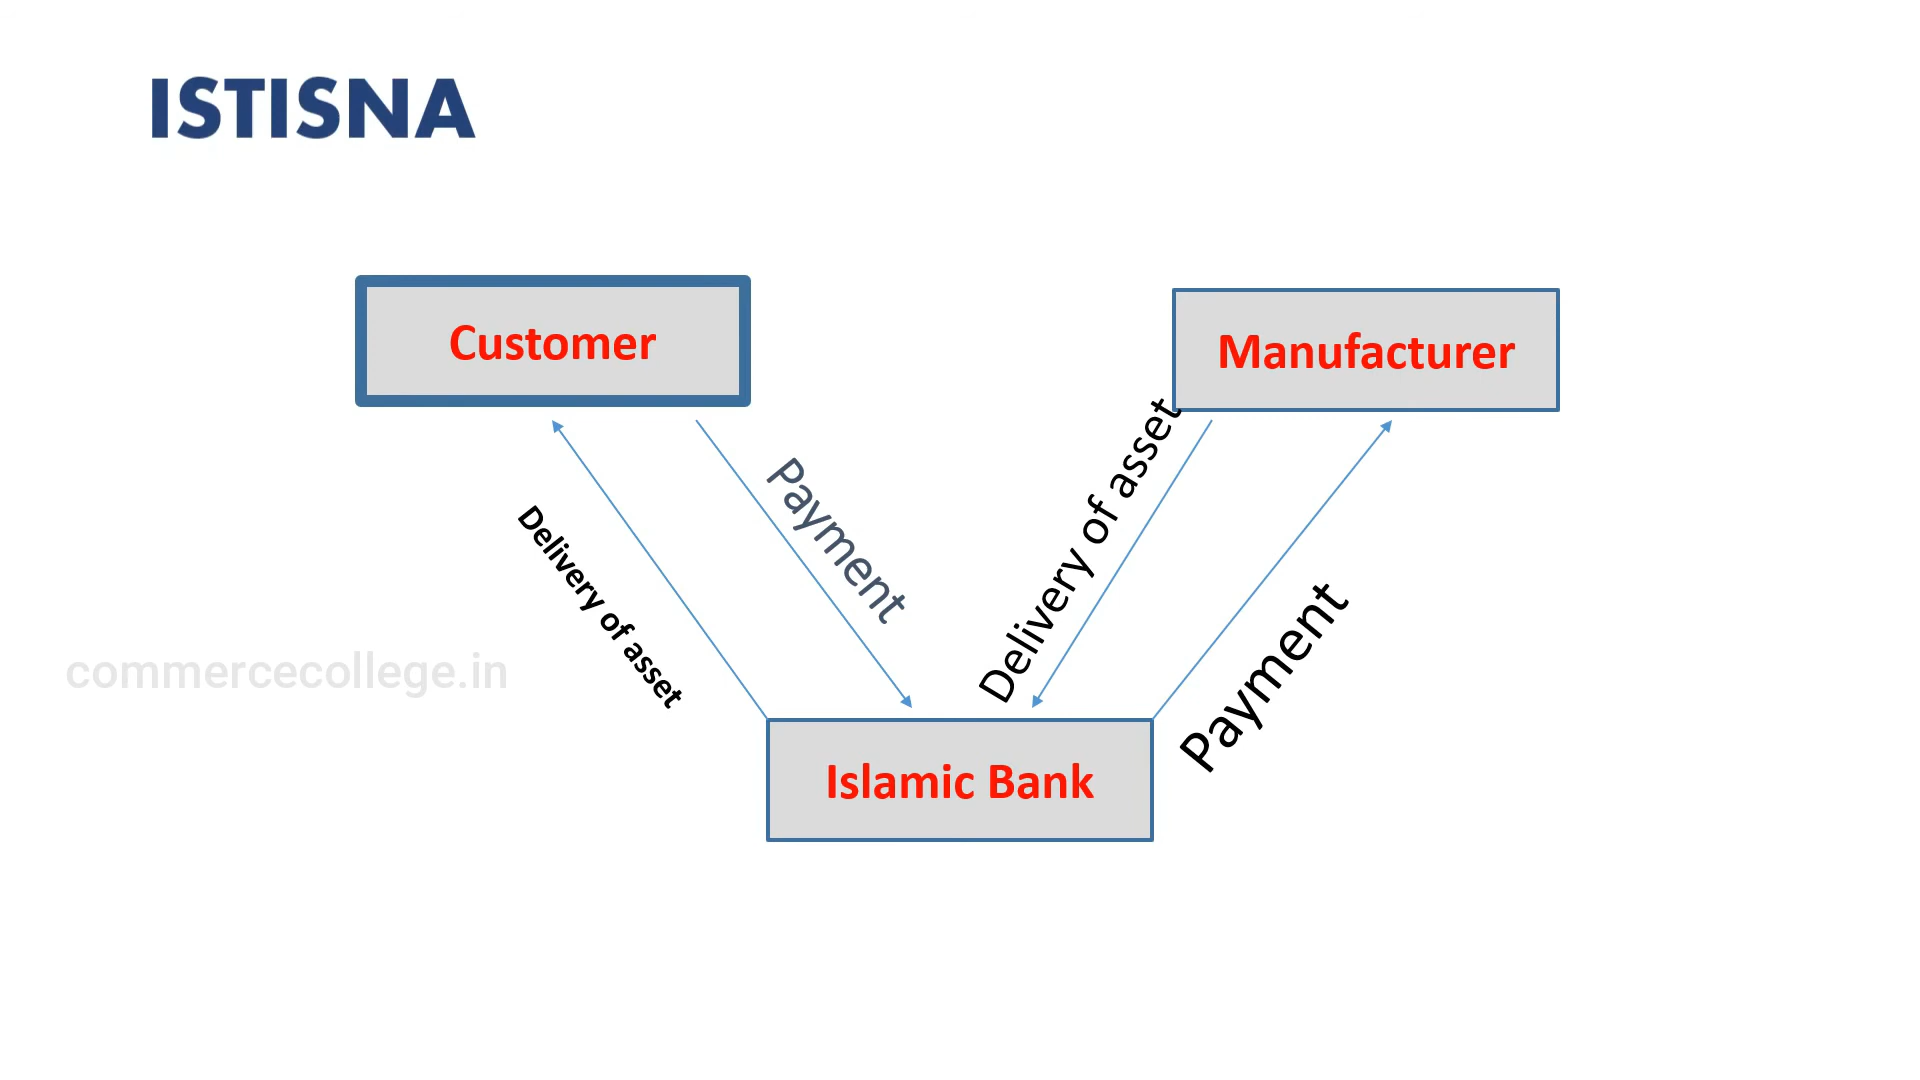 ISTISNA
Customer
Manufacturer
Payment
Delivery of asset
Delivery of asset
Payment
commercecollege.in
Islamic Bank